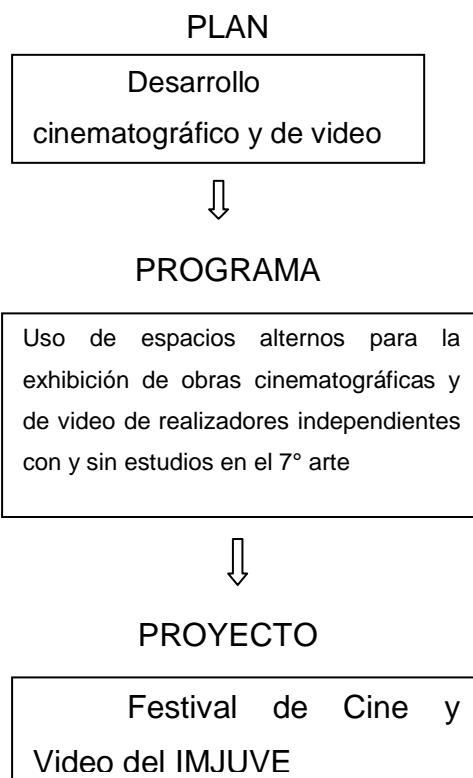 PLAN
Desarrollo
cinematográfico y de video
PROGRAMA
Uso de espacios alternos para la
exhibición de obras cinematográficas y
de video de realizadores independientes
con y sin estudios en el 7° arte
PROYECTO
Festival de Cine y
Video del IMJUVE